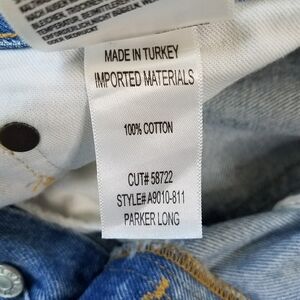 MADE IN TURKEY
IMPORTED MATERIALS
100% COTTON
CUT# 58722
STYLE# A9010-811
PARKER LONG